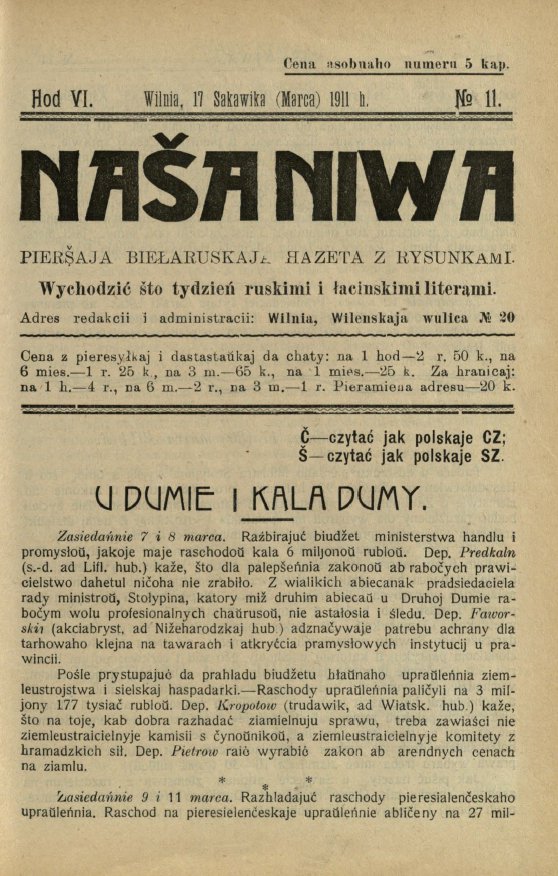 Cena asobnaho numeru 5 kap.
Hod VI. Wilnia, 17 Sakawika (Marca) 1911 h. № 11.
NAŠA NIWA
PIERŠAJA BIEŁARUSKAJA HAZETA Z RYSUNKAMI.
Wychodzić što tydzień ruskimi i łacinskimi literami.
Adres redakcii i administracii: Wilnia, Wilenskaja wulica № 20
Cena z pieresyłkaj i dastastaŭkaj da chaty: na 1 hod—2 r. 50 k., na
6 mies.—1 r. 25 k., na 3 m.—65 k., na 1 mies.—25 k. Za hranicaj:
na 1 h.—4 r., na 6 m.—2 r., na 3 m.—1 r. Pieramiena adresu—20 k.
Č—czytać jak polskaje CZ;
Š—czytać jak polskaje SZ.
U DUMIE I KALA DUMY.
Zasiedańnie 7 i 8 marca. Raźbirajuć biudżet ministerstwa handlu i
promysłoŭ, jakoje maje raschodoŭ kala 6 miljonoŭ rubloŭ. Dep. Predkaln
(s.-d. ad Lifl. hub.) kaže, što dla palepšeńnia zakonoŭ ab rabočych prawi-
cielstwo dahetul ničoha nie zrabiło. Z wialikich abiecanak pradsiedaciela
rady ministroŭ, Stołypina, katory miž druhim abiecaŭ u Druhoj Dumie ra-
bočym wolu profesionalnych chaŭrusoŭ, nie astałosia i śledu. Dep. Fawor-
skiń (akciabryst, ad Nižeharodzkaj hub.) adznačywaje patrebu achrany dla
tarhowaho klejna na tawarach i atkryćcia pramysłowych instytucij u pra-
wincii.
Pośle prystupajuć da prahladu biudžetu hłaŭnaho upraŭleńnia ziem-
leustrojstwa i sielskaj haspadarki.—Raschody upraŭleńnia paličyli na 3 mil-
jony 177 tysiač rubloŭ. Dep. Kropotow (trudawik, ad Wiatsk. hub.) kaže,
što na toje, kab dobra razhadać ziamielnuju sprawu, treba zawiaści nie
ziemleustraicielnyje kamisii s čynoŭnikoŭ, a ziemleustraicielnyje komitety z
hramadzkich sił. Dep. Pietrow raić wyrabić zakon ab arendnych cenach
na ziamlu.
* * *
Zasiedańnie 9 i 11 marca. Razhladajuć raschody pieresialenčeskaho
upraŭleńnia. Raschod na pieresielenčeskaje upraŭleńnie abličeny na 27 mil-